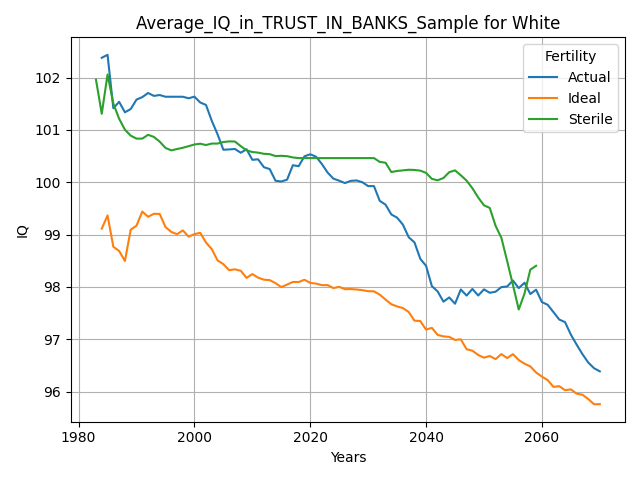 Average_IQ_in_TRUST_IN_BANKS_Sample for White
Fertility
Actual
Ideal
Sterile
IQ
102
101
100
99
98
97
96
1980
2000
2020
2040
2060
Years